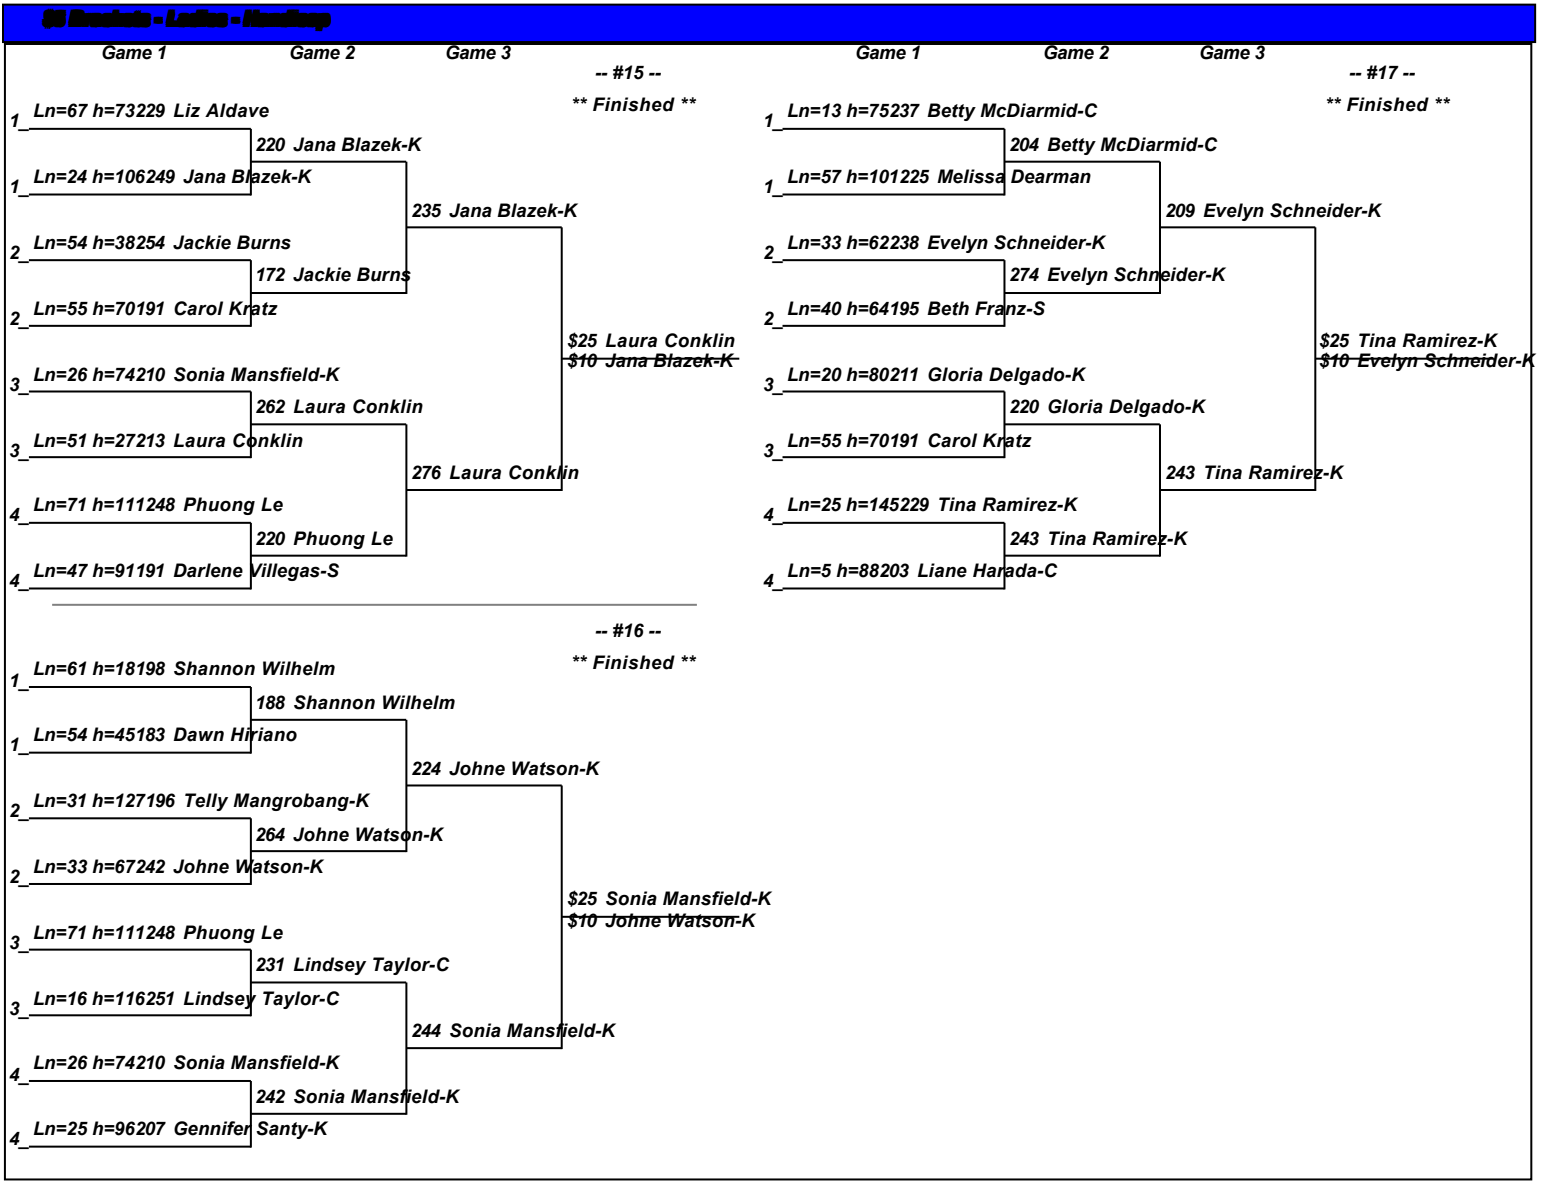 $5 Brackets - Ladies - Handicap
Game 1 Game 2 Game 3
-- #15 --
** Finished **
1_ Ln=67 h=73229 Liz Aldave
220 Jana Blazek-K
1_ Ln=24 h=106249 Jana Blazek-K
235 Jana Blazek-K
2_ Ln=54 h=38254 Jackie Burns
172 Jackie Burns
2_ Ln=55 h=70191 Carol Kratz
$25 Laura Conklin
$10 Jana Blazek-K
3_ Ln=26 h=74210 Sonia Mansfield-K
262 Laura Conklin
3_ Ln=51 h=27213 Laura Conklin
276 Laura Conklin
4_ Ln=71 h=111248 Phuong Le
220 Phuong Le
4_ Ln=47 h=91191 Darlene Villegas-S
-- #16 --
** Finished **
1_ Ln=61 h=18198 Shannon Wilhelm
188 Shannon Wilhelm
1_ Ln=54 h=45183 Dawn Hiriano
224 Johne Watson-K
2_ Ln=31 h=127196 Telly Mangrobang-K
264 Johne Watson-K
2_ Ln=33 h=67242 Johne Watson-K
$25 Sonia Mansfield-K
$10 Johne Watson-K
3_ Ln=71 h=111248 Phuong Le
231 Lindsey Taylor-C
3_ Ln=16 h=116251 Lindsey Taylor-C
244 Sonia Mansfield-K
4_ Ln=26 h=74210 Sonia Mansfield-K
242 Sonia Mansfield-K
4_ Ln=25 h=96207 Gennifer Santy-K
Game 1 Game 2 Game 3
-- #17 --
** Finished **
1_ Ln=13 h=75237 Betty McDiarmid-C
204 Betty McDiarmid-C
1_ Ln=57 h=101225 Melissa Dearman
209 Evelyn Schneider-K
2_ Ln=33 h=62238 Evelyn Schneider-K
274 Evelyn Schneider-K
2_ Ln=40 h=64195 Beth Franz-S
$25 Tina Ramirez-K
$10 Evelyn Schneider-K
3_ Ln=20 h=80211 Gloria Delgado-K
220 Gloria Delgado-K
3_ Ln=55 h=70191 Carol Kratz
243 Tina Ramirez-K
4_ Ln=25 h=145229 Tina Ramirez-K
243 Tina Ramirez-K
4_ Ln=5 h=88203 Liane Harada-C